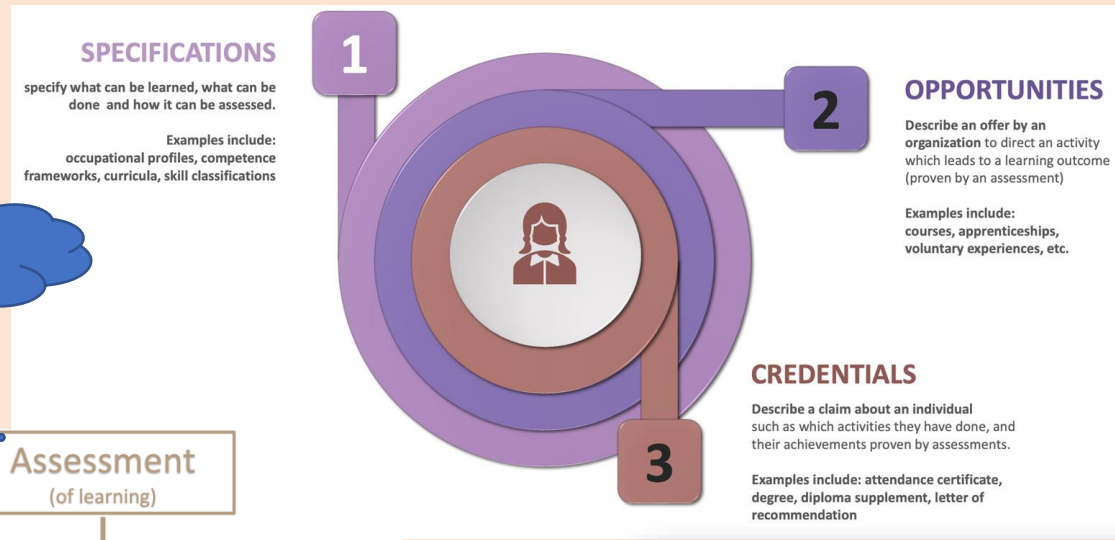 1
SPECIFICATIONS
specify what can be learned, what can be
done and how it can be assessed.
Examples include:
occupational profiles, competence
frameworks, curricula, skill classifications
2
OPPORTUNITIES
Describe an offer by an
organization to direct an activity
which leads to a learning outcome
(proven by an assessment)
Examples include:
courses, apprenticeships,
voluntary experiences, etc.
3
CREDENTIALS
Describe a claim about an individual
such as which activities they have done, and
their achievements proven by assessments.
Examples include: attendance certificate,
degree, diploma supplement, letter of
recommendation
Assessment
(of learning)